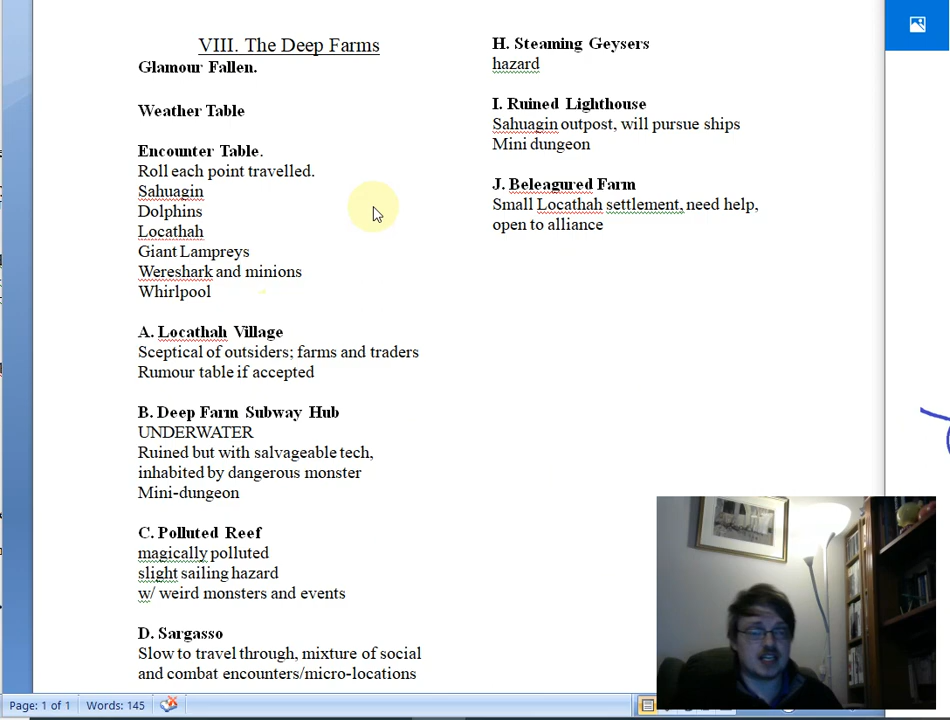 VIII. The Deep Farms
Glamour Fallen.
Weather Table
Encounter Table.
Roll each point travelled.
Sahuagin
Dolphins
Locathah
Giant Lampreys
Wereshark and minions
Whirlpool
A. Locathah Village
Sceptical of outsiders; farms and traders
Rumour table if accepted
B. Deep Farm Subway Hub
UNDERWATER
Ruined but with salvageable tech,
inhabited by dangerous monster
Mini-dungeon
C. Polluted Reef
magically polluted
slight sailing hazard
w/ weird monsters and events
D. Sargasso
Slow to travel through, mixture of social
and combat encounters/micro-locations
H. Steaming Geysers
hazard
I. Ruined Lighthouse
Sahuagin outpost, will pursue ships
Mini dungeon
J. Beleagured Farm
Small Locathah settlement, need help,
open to alliance
Page: 1 of 1
Words: 145